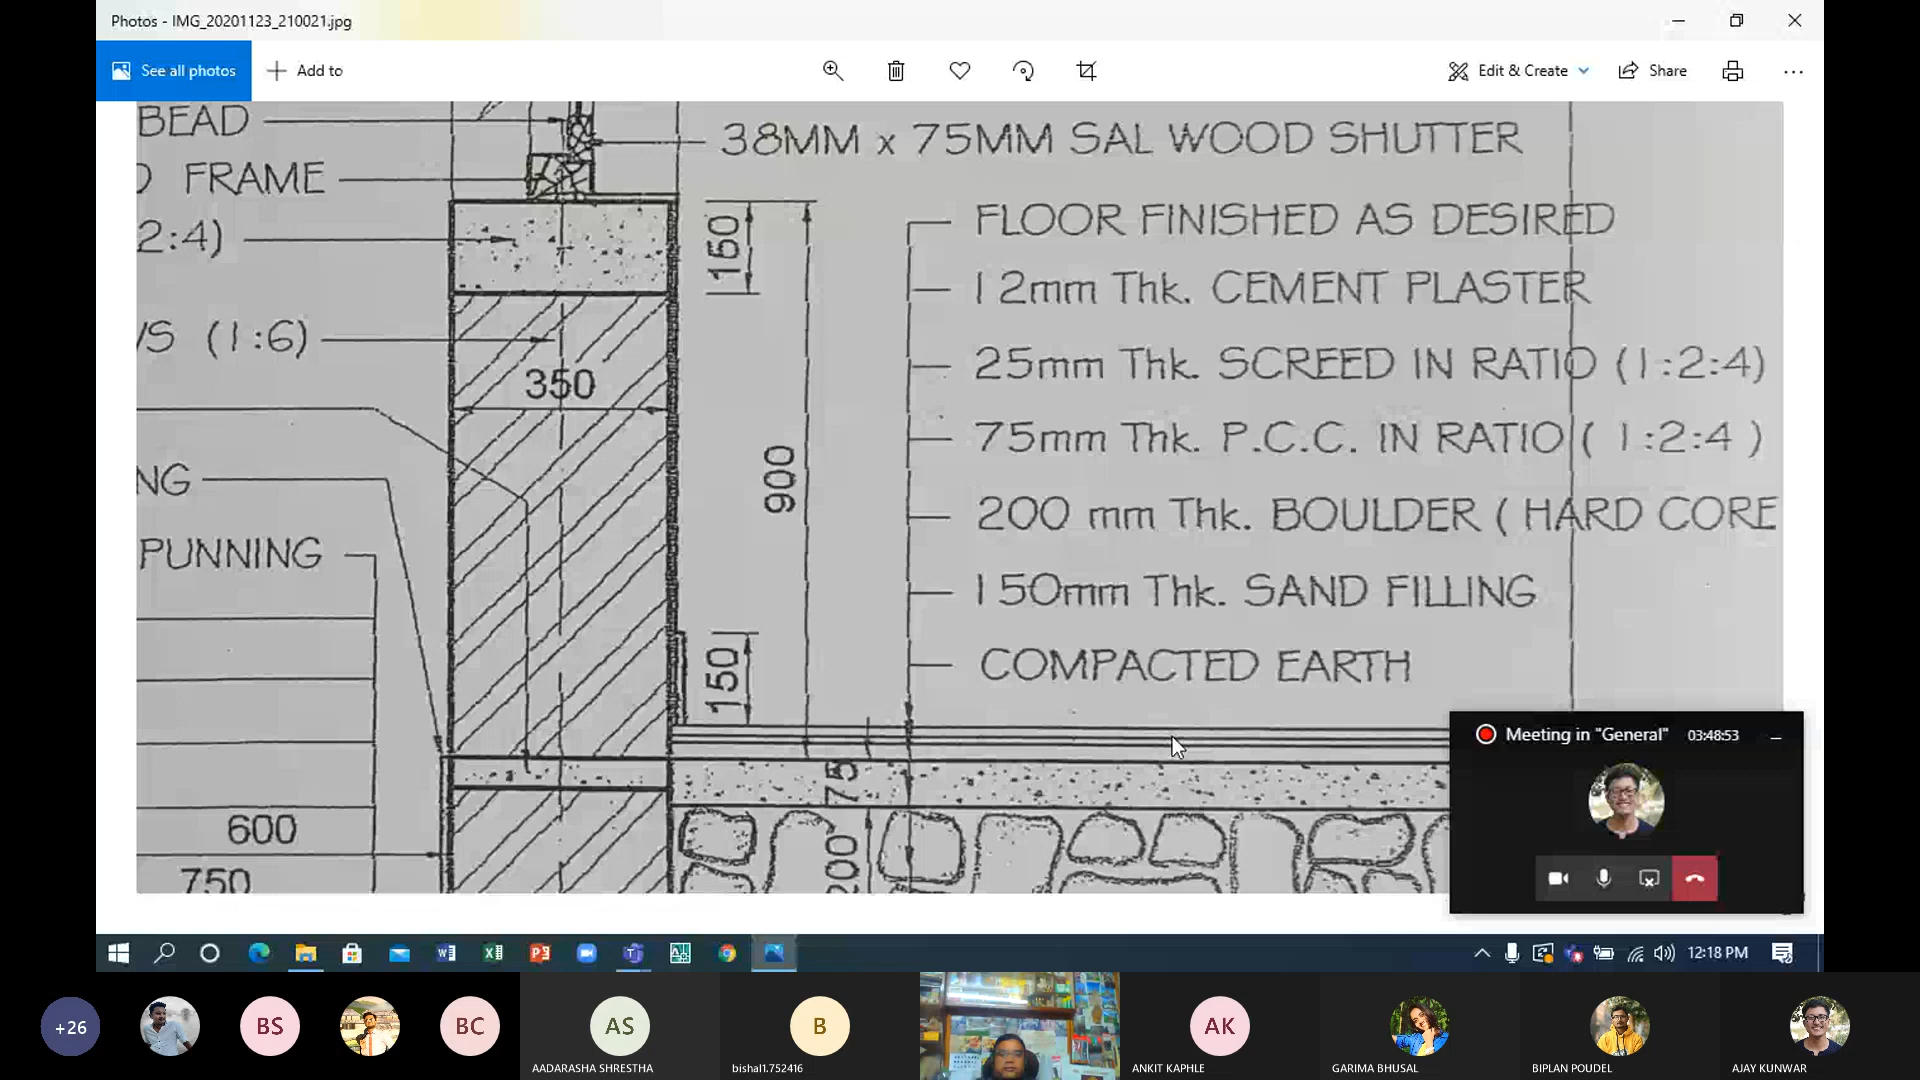 Photos - IMG_20201123_210021.jpg
See all photos
Add to
Edit & Create
Share
BEAD
38MM x 75MM SAL WOOD SHUTTER
FRAME
2:4)
150
FLOOR FINISHED AS DESIRED
12mm Thk. CEMENT PLASTER
(1:6)
350
25mm Thk. SCREED IN RATIO (1:2:4)
900
75mm Thk. P.C.C. IN RATIO ( 1:2:4 )
NG
200 mm Thk. BOULDER ( HARD CORE
PUNNING
150mm Thk. SAND FILLING
150
COMPACTED EARTH
75
600
200
750
Meeting in "General" 03:48:53
12:18 PM
+26
BS
BC
AS
B
AK
AADARASHA SHRESTHA
bishal1.752416
ANKIT KAPHLE
GARIMA BHUSAL
BIPLAN POUDEL
AJAY KUNWAR